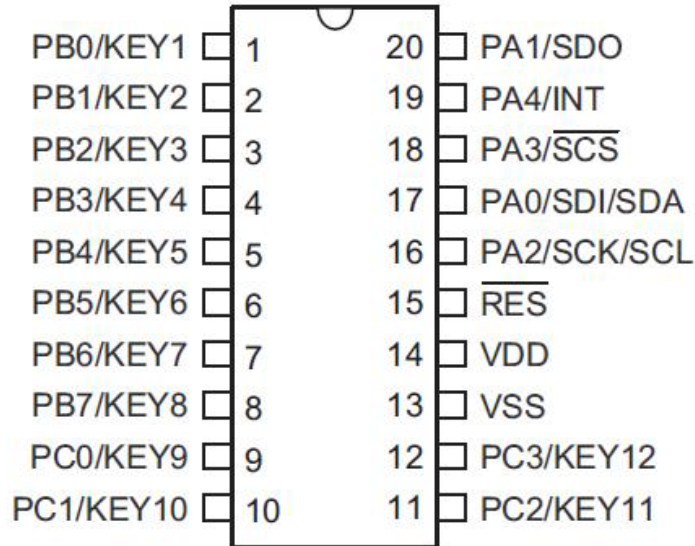 PB0/KEY1 1 20 PA1/SDO
PB1/KEY2 2 19 PA4/INT
PB2/KEY3 3 18 PA3/S̅C̅S̅
PB3/KEY4 4 17 PA0/SDI/SDA
PB4/KEY5 5 16 PA2/SCK/SCL
PB5/KEY6 6 15 R̅E̅S̅
PB6/KEY7 7 14 VDD
PB7/KEY8 8 13 VSS
PC0/KEY9 9 12 PC3/KEY12
PC1/KEY10 10 11 PC2/KEY11